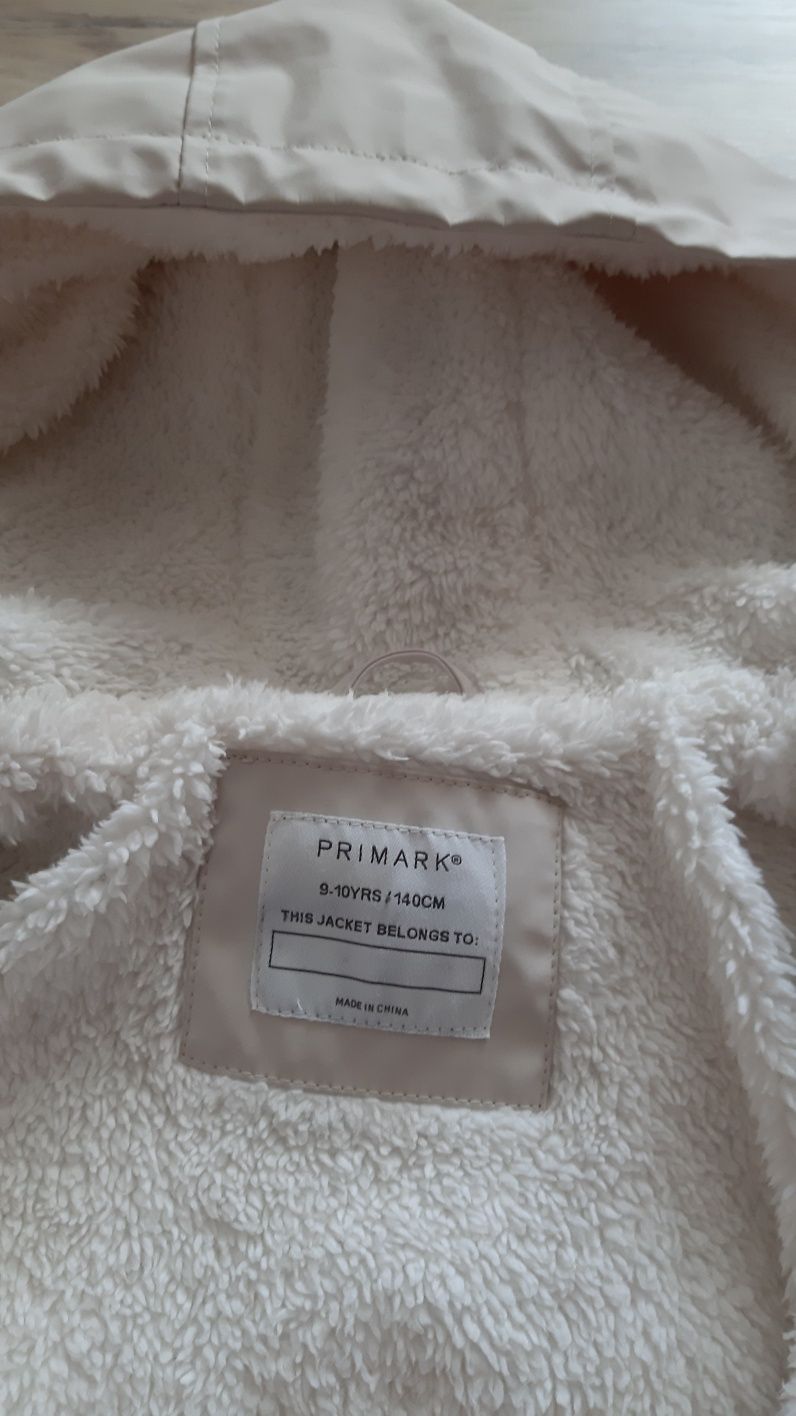 PRIMARK®
9-10YRS / 140CM
THIS JACKET BELONGS TO:
MADE IN CHINA